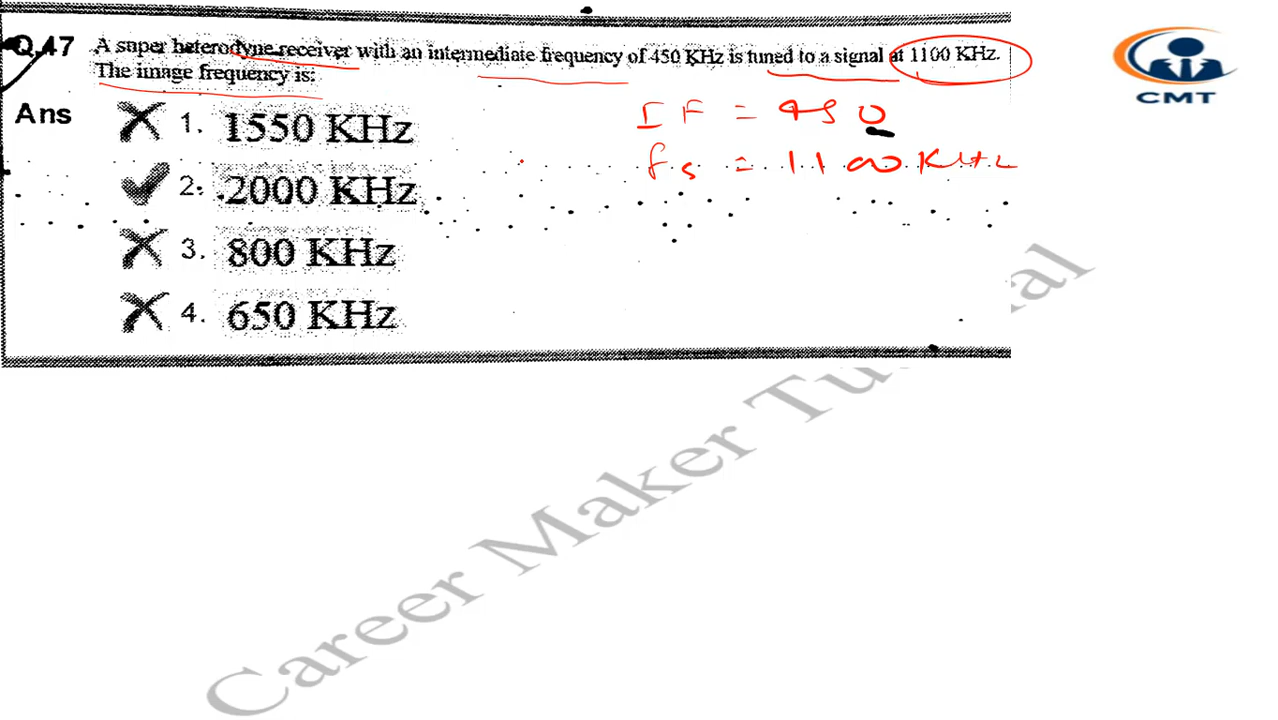 Q.47 A super heterodyne receiver with an intermediate frequency of 450 KHz is tuned to a signal at 1100 KHz.
The image frequency is:
Ans
1. 1550 KHz
2. 2000 KHz
3. 800 KHz
4. 650 KHz
IF = 450
fs = 1100 KHz
CMT
Career Maker Tutorial